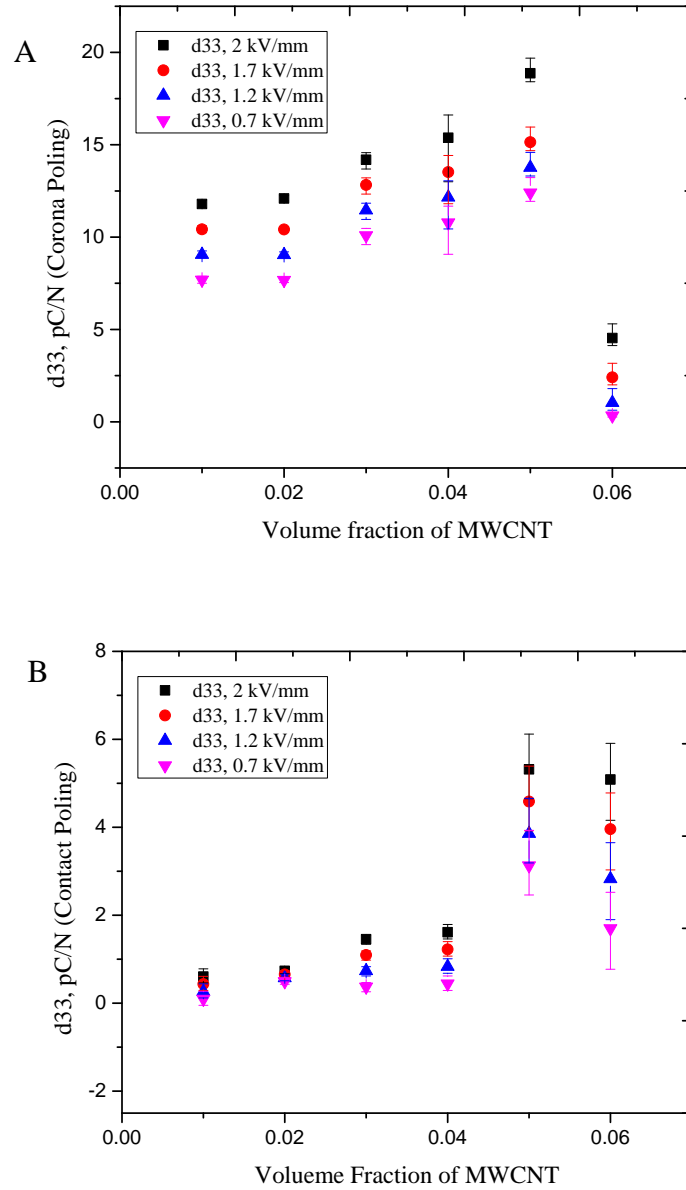 A
d33, pC/N (Corona Poling)
20
15
10
5
0
d33, 2 kV/mm
d33, 1.7 kV/mm
d33, 1.2 kV/mm
d33, 0.7 kV/mm
0.00 0.02 0.04 0.06
Volume fraction of MWCNT
B
d33, pC/N (Contact Poling)
8
6
4
2
0
-2
d33, 2 kV/mm
d33, 1.7 kV/mm
d33, 1.2 kV/mm
d33, 0.7 kV/mm
0.00 0.02 0.04 0.06
Volueme Fraction of MWCNT